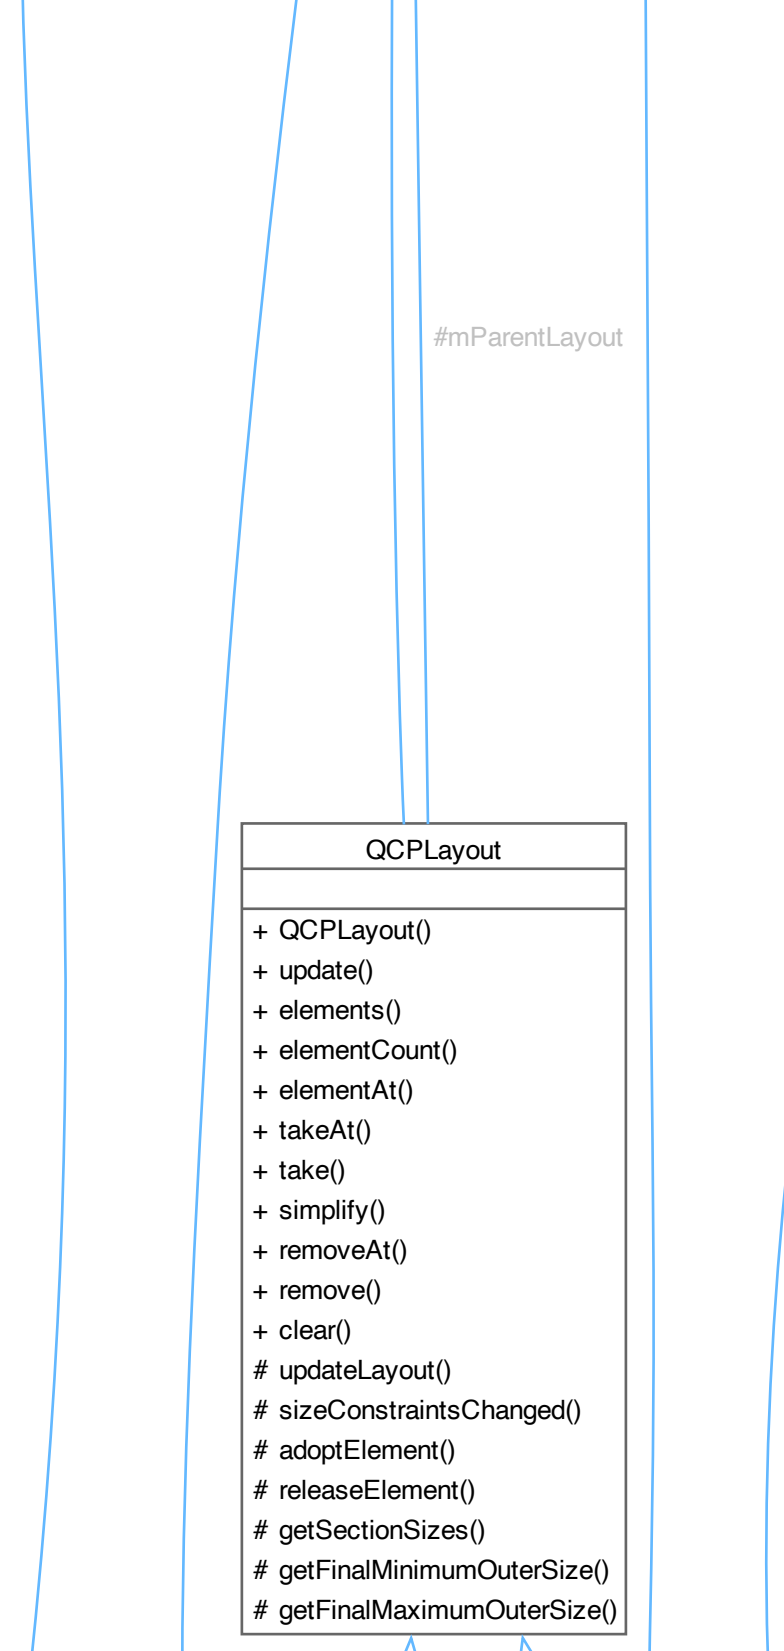 #mParentLayout
QCPLayout
+ QCPLayout()
+ update()
+ elements()
+ elementCount()
+ elementAt()
+ takeAt()
+ take()
+ simplify()
+ removeAt()
+ remove()
+ clear()
# updateLayout()
# sizeConstraintsChanged()
# adoptElement()
# releaseElement()
# getSectionSizes()
# getFinalMinimumOuterSize()
# getFinalMaximumOuterSize()